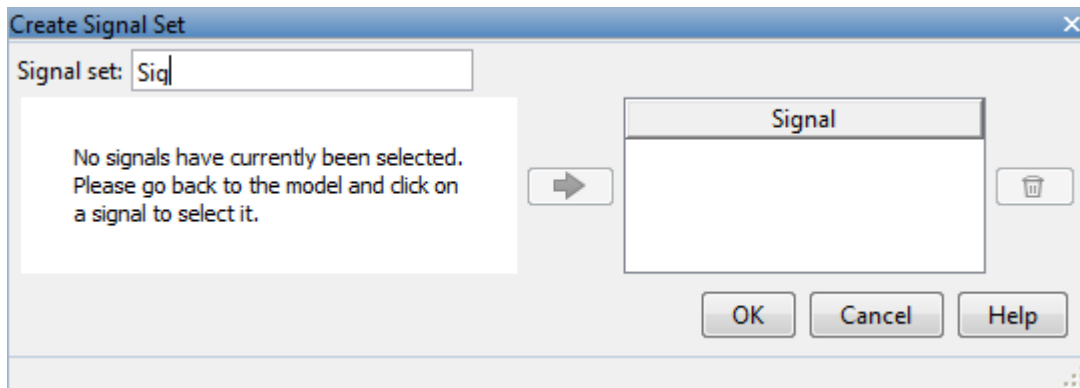 Create Signal Set
Signal set: Sig
No signals have currently been selected.
Please go back to the model and click on
a signal to select it.
Signal
OK Cancel Help